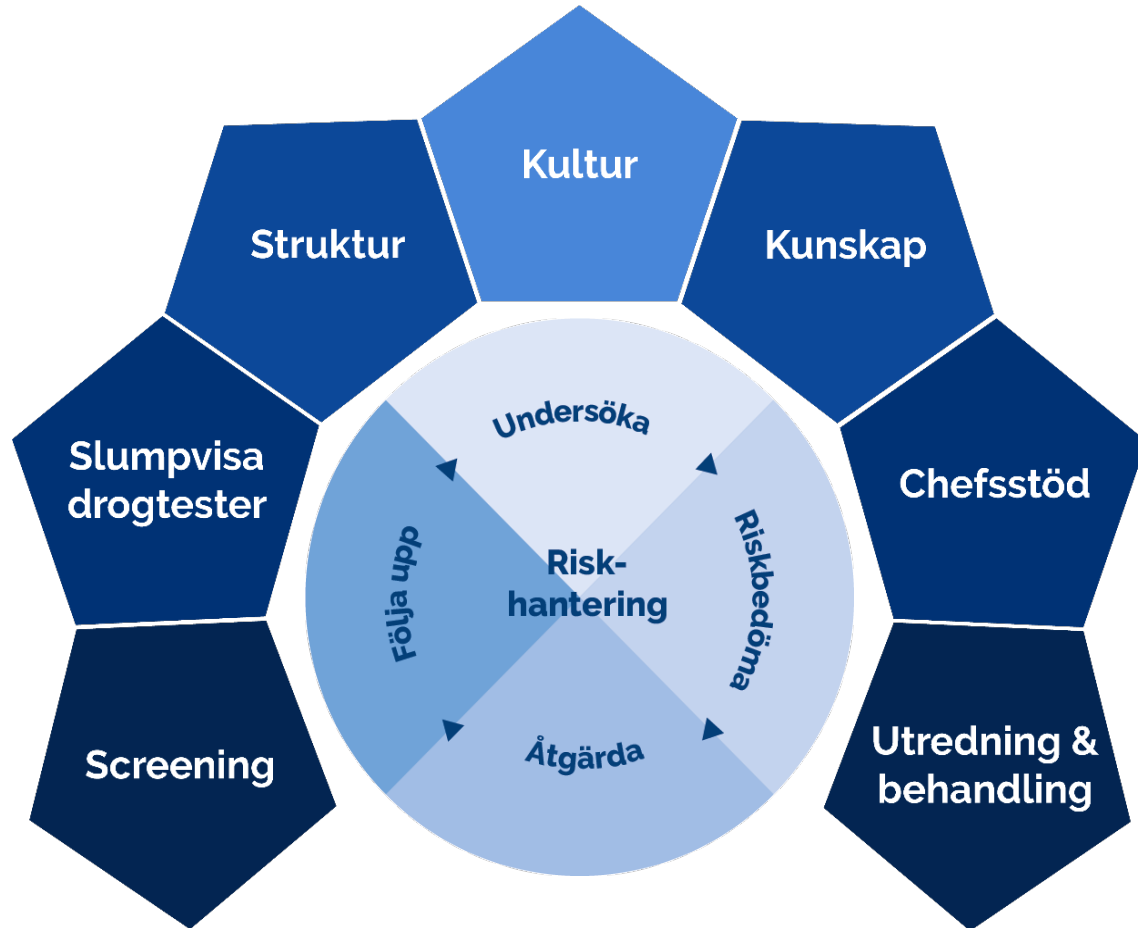 Kultur
Struktur
Kunskap
Slumpvisa
drogtester
Chefsstöd
Screening
Utredning &
behandling
Undersöka
Riskbedöma
Åtgärda
Följa upp
Risk-
hantering